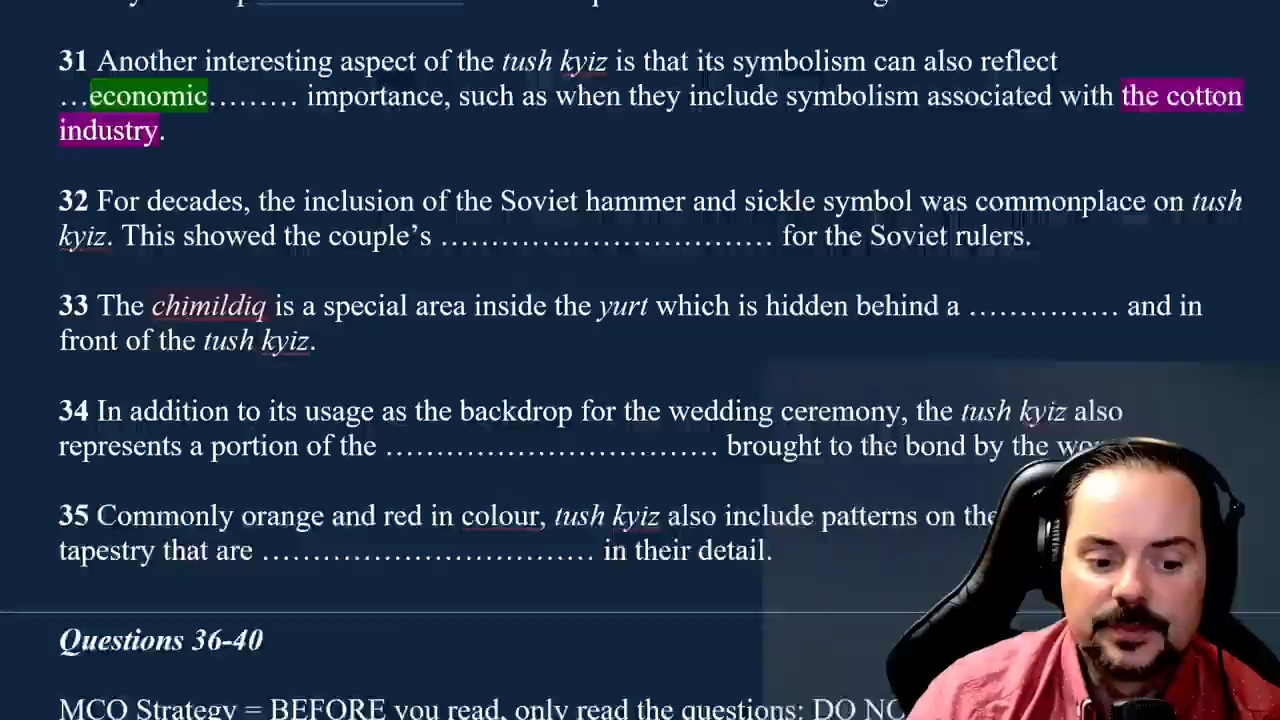 31 Another interesting aspect of the tush kyiz is that its symbolism can also reflect
…economic……… importance, such as when they include symbolism associated with the cotton
industry.
32 For decades, the inclusion of the Soviet hammer and sickle symbol was commonplace on tush
kyiz. This showed the couple’s ………………………………… for the Soviet rulers.
33 The chimildiq is a special area inside the yurt which is hidden behind a …………… and in
front of the tush kyiz.
34 In addition to its usage as the backdrop for the wedding ceremony, the tush kyiz also
represents a portion of the ………………………………… brought to the bond by the
35 Commonly orange and red in colour, tush kyiz also include patterns on the
tapestry that are ………………………………… in their detail.
Questions 36-40
MCQ Strategy = BEFORE you read, only read the questions: DO